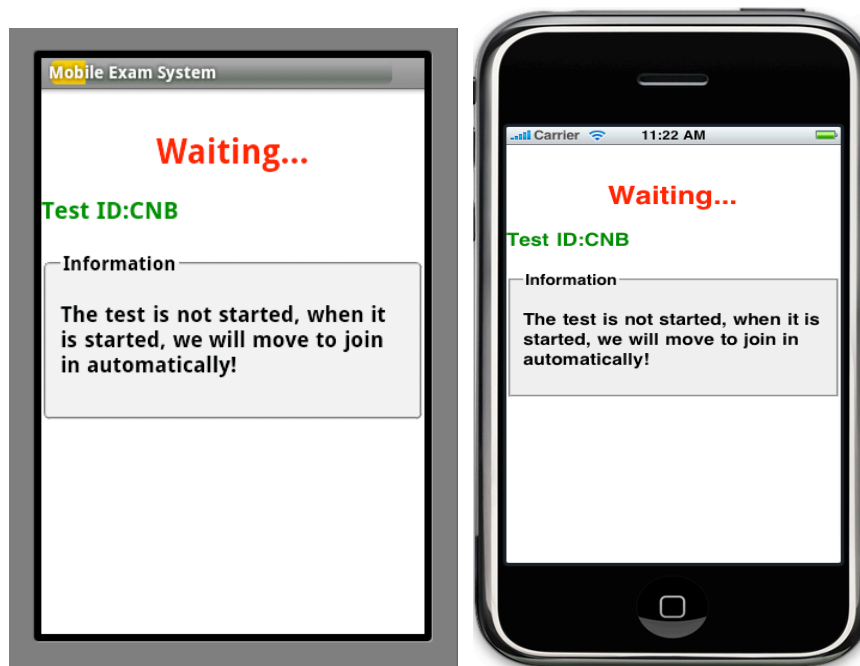 Mobile Exam System
Waiting...
Test ID:CNB
Information
The test is not started, when it
is started, we will move to join
in automatically!
Carrier 11:22 AM
Waiting...
Test ID:CNB
Information
The test is not started, when it is
started, we will move to join in
automatically!